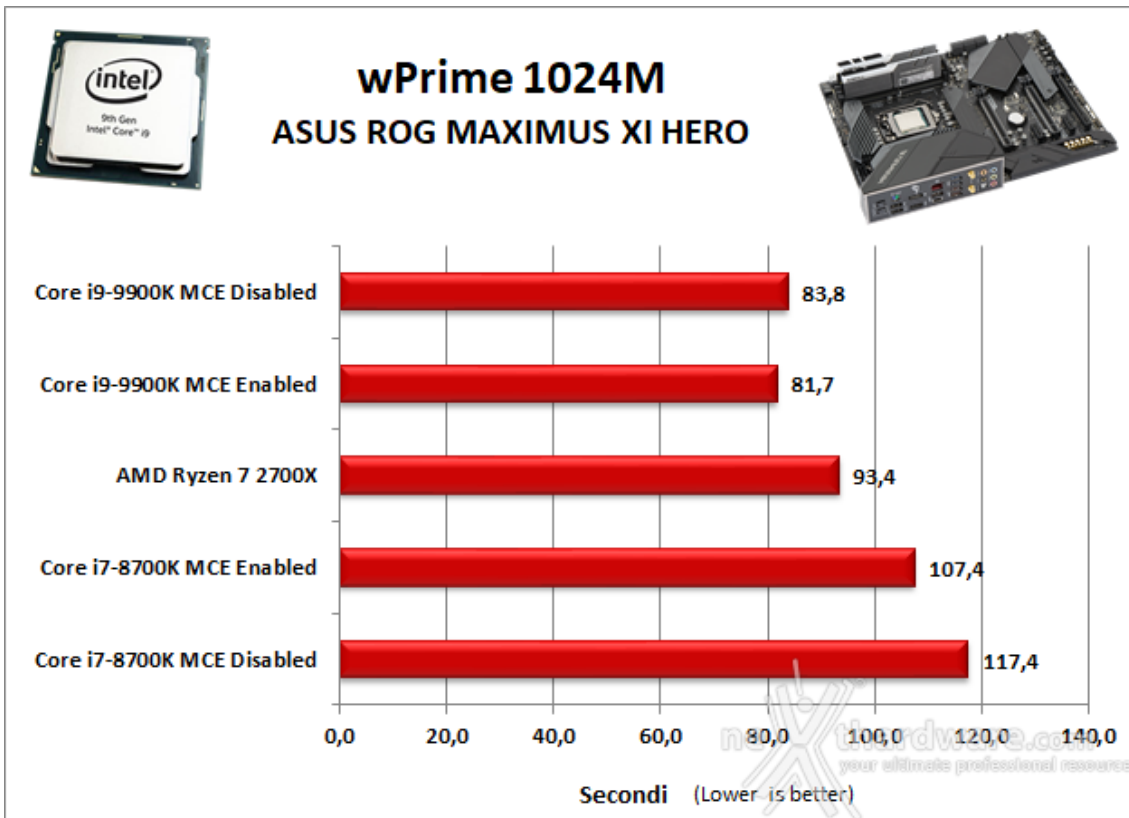 wPrime 1024M
ASUS ROG MAXIMUS XI HERO
intel
9th Gen
Intel® Core™ i9
Core i9-9900K MCE Disabled
83,8
Core i9-9900K MCE Enabled
81,7
AMD Ryzen 7 2700X
93,4
Core i7-8700K MCE Enabled
107,4
Core i7-8700K MCE Disabled
117,4
0,0 20,0 40,0 60,0 80,0 100,0 120,0 140,0
nexthardware.com
your ultimate professional resource
Secondi (Lower is better)